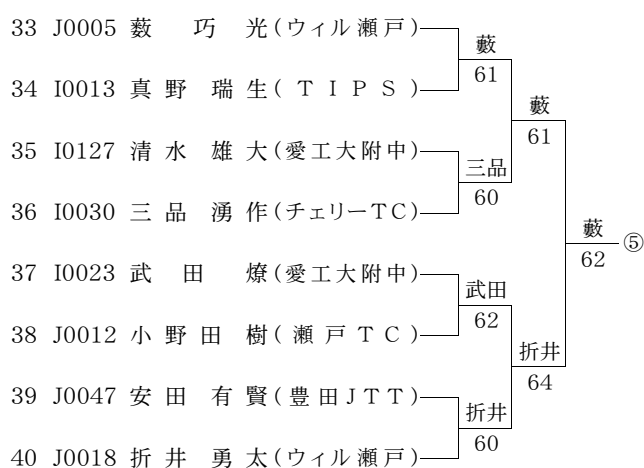 33 J0005 薮 巧 光(ウィル瀬戸)
藪
61
34 I0013 真野 瑞生(TIPS)
藪
61
35 I0127 清水 雄大(愛工大附中)
三品
60
36 I0030 三品 湧作(チェリーTC)
藪
62
⑤
37 I0023 武田 燎(愛工大附中)
武田
62
38 J0012 小野田 樹(瀬戸TC)
折井
64
39 J0047 安田 有賢(豊田JTT)
折井
60
40 J0018 折井 勇太(ウィル瀬戸)